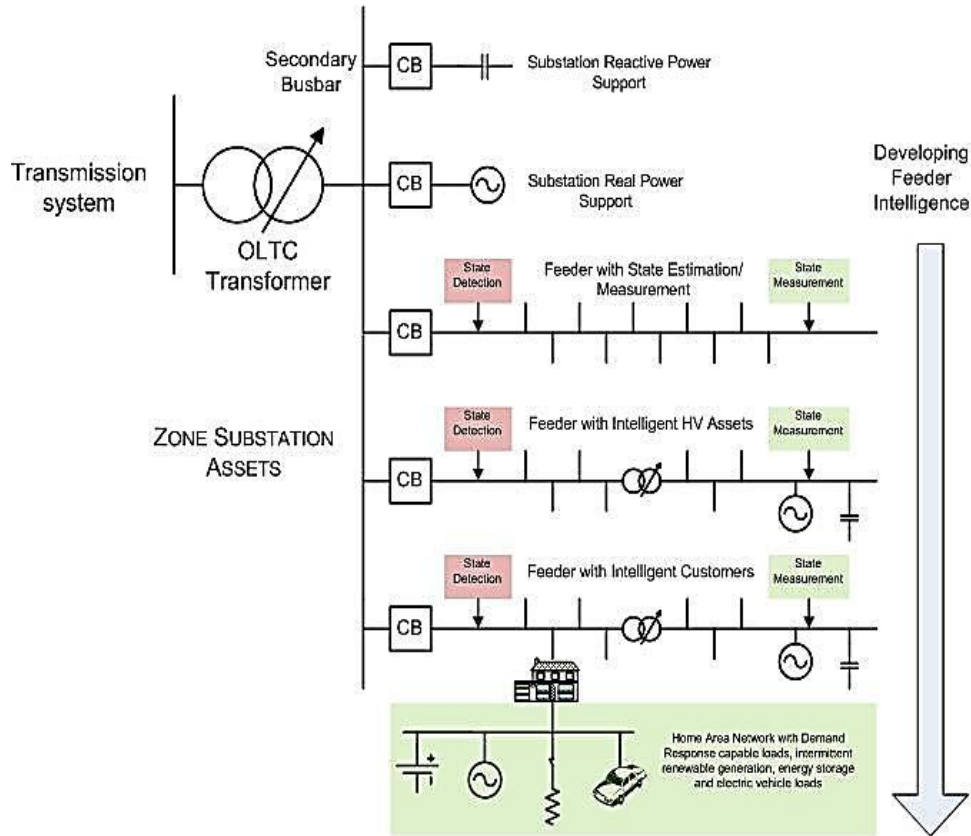 Secondary
Busbar
CB
Substation Reactive Power
Support
Transmission
system
OLTC
Transformer
CB
Substation Real Power
Support
Developing
Feeder
Intelligence
State
Detection
Feeder with State Estimation/
Measurement
State
Measurement
CB
ZONE SUBSTATION
ASSETS
State
Detection
Feeder with Intelligent HV Assets
State
Measurement
CB
State
Detection
Feeder with Intelligent Customers
State
Measurement
CB
+
Home Area Network with Demand
Response capable loads, intermittent
renewable generation, energy storage
and electric vehicle loads